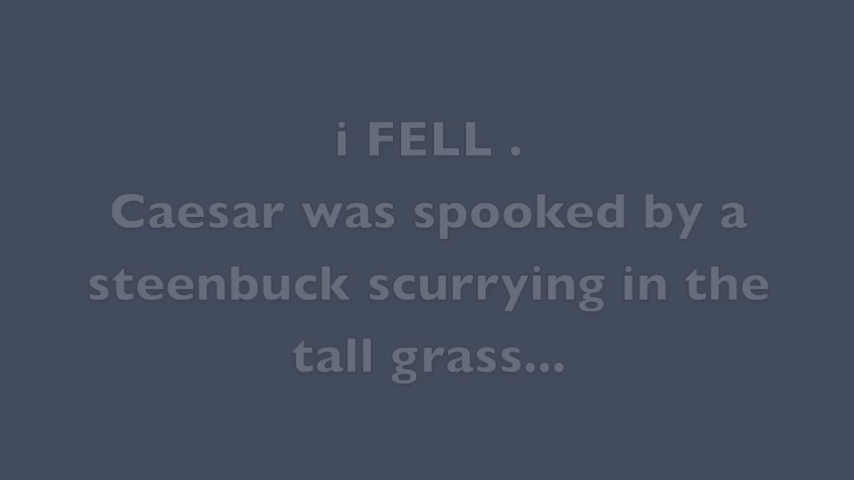 i FELL .
Caesar was spooked by a
steenbuck scurrying in the
tall grass...